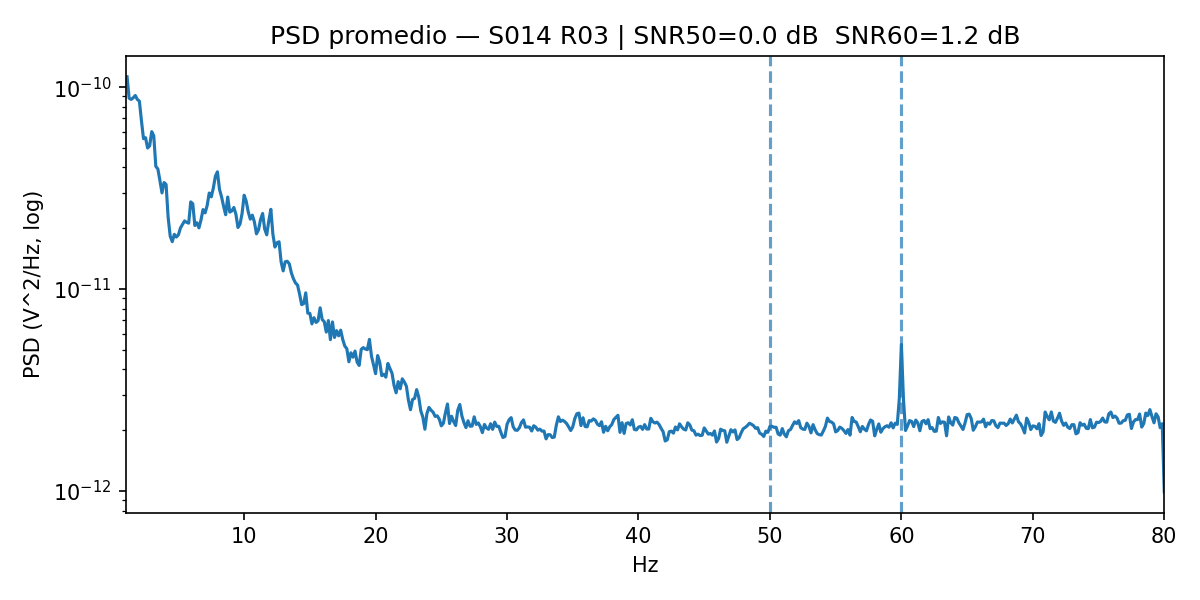 PSD promedio — S014 R03 | SNR50=0.0 dB  SNR60=1.2 dB
PSD (V^2/Hz, log)
10⁻¹⁰
10⁻¹¹
10⁻¹²
10 20 30 40 50 60 70 80
Hz